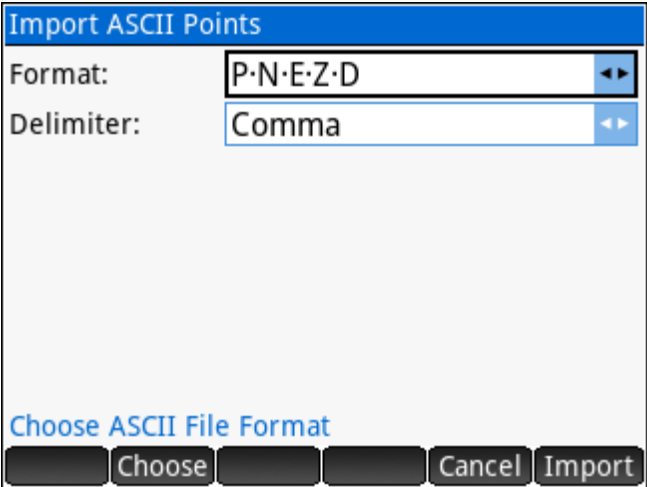 Import ASCII Points
Format: P·N·E·Z·D
Delimiter: Comma
Choose ASCII File Format
Choose Cancel Import